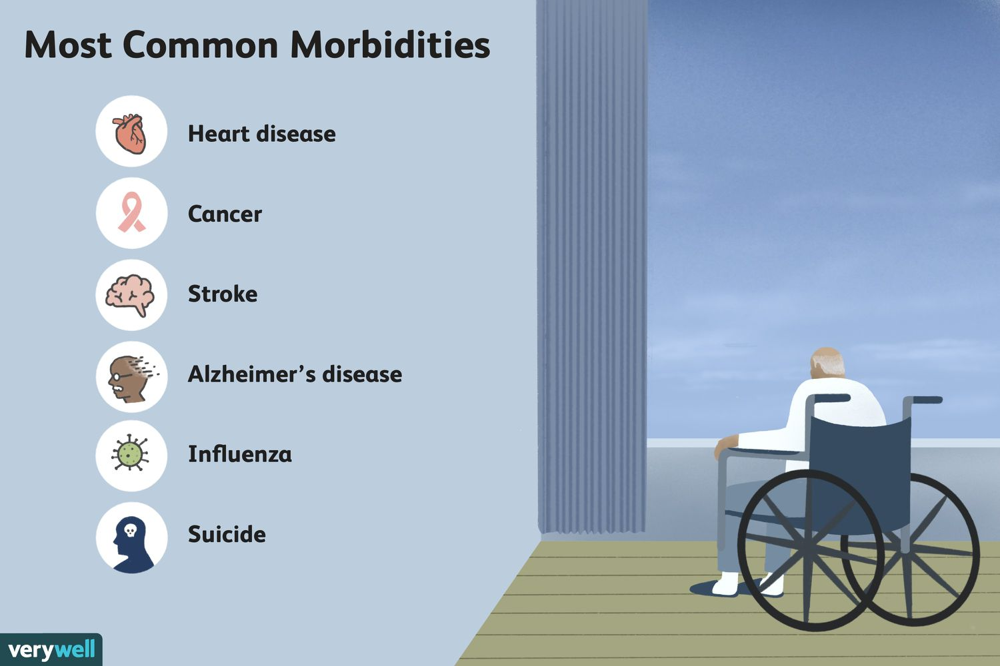 Most Common Morbidities
Heart disease
Cancer
Stroke
Alzheimer’s disease
Influenza
Suicide
verywell